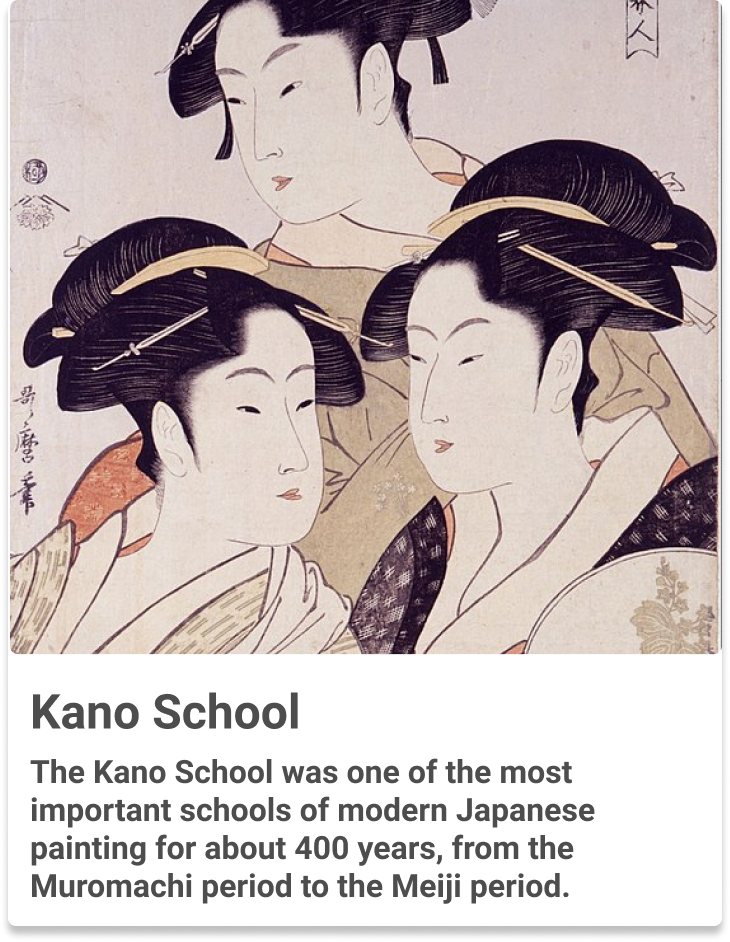 哥麿筆
Kano School
The Kano School was one of the most
important schools of modern Japanese
painting for about 400 years, from the
Muromachi period to the Meiji period.